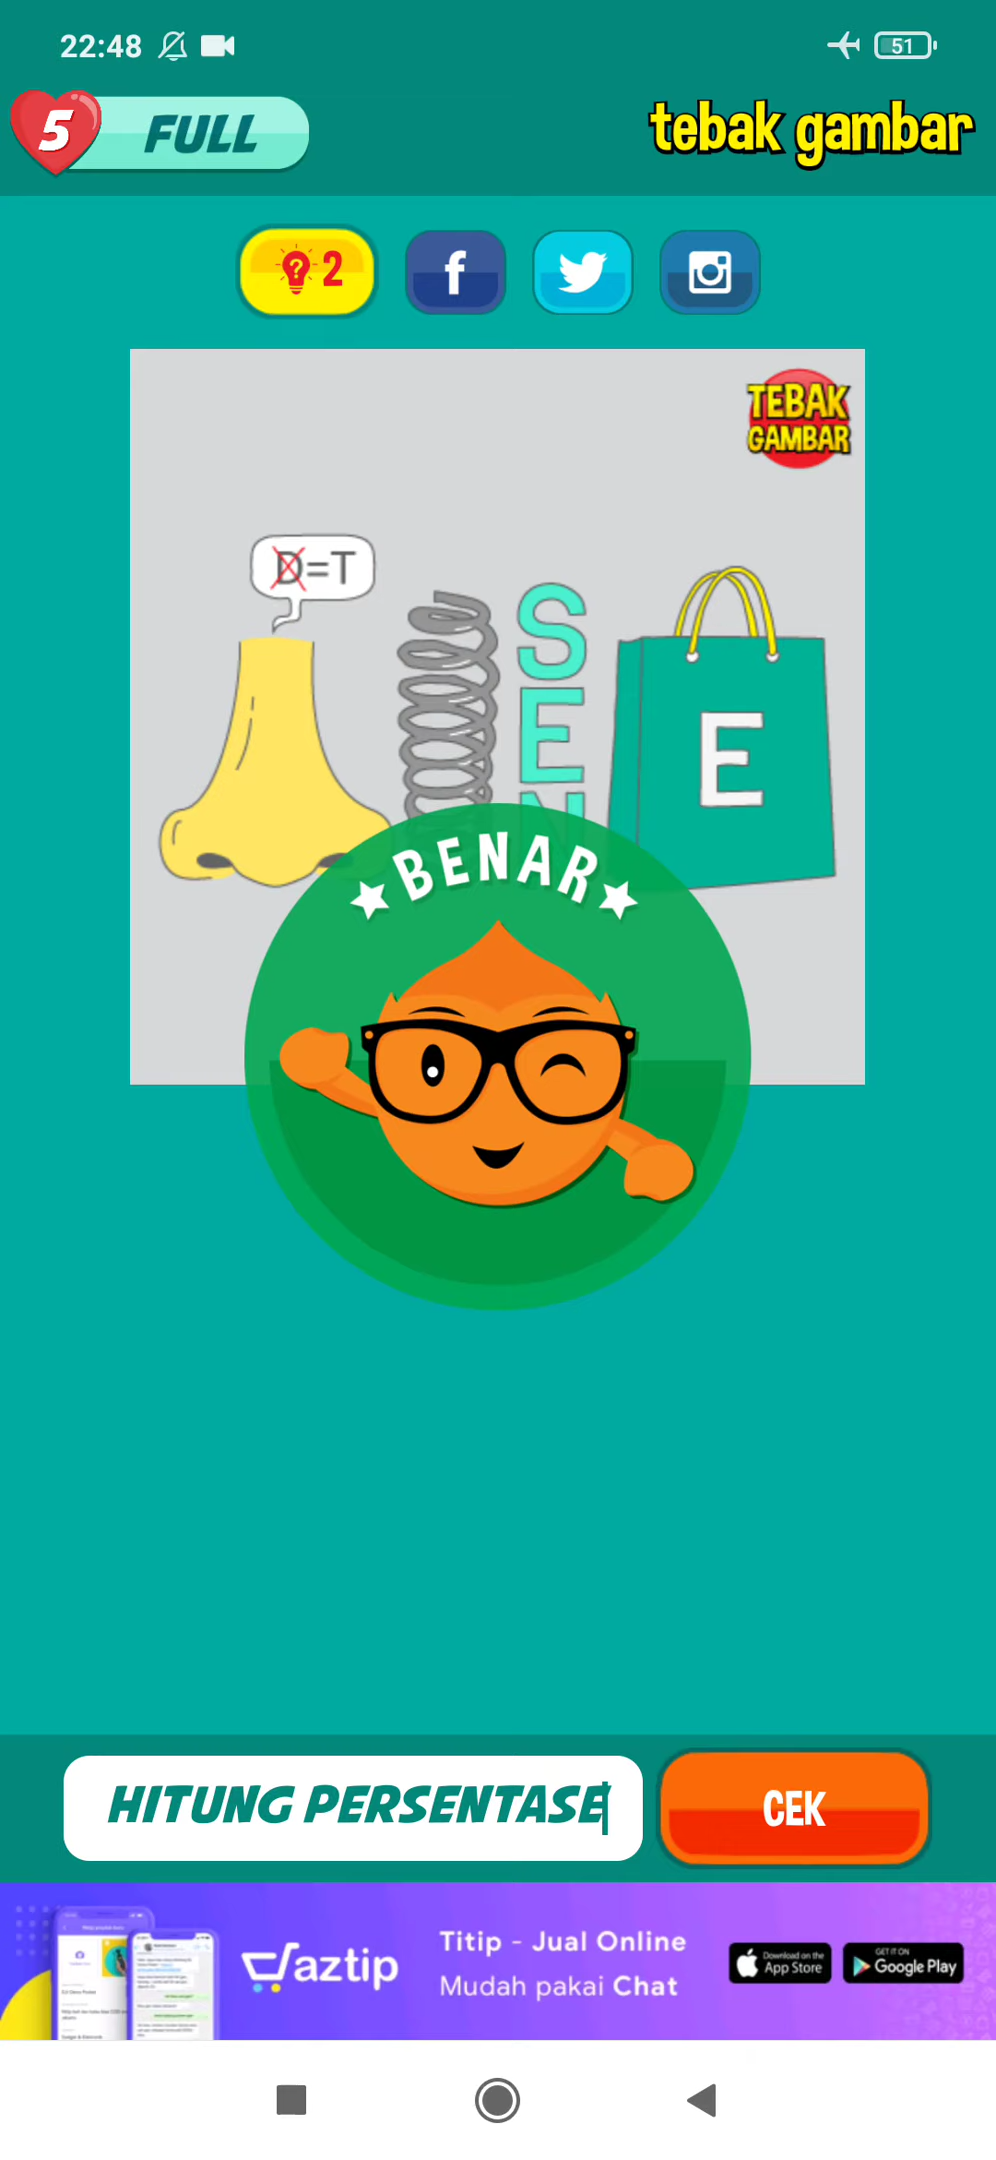 22:48
51
5 FULL
tebak gambar
2
TEBAK
GAMBAR
D=T
S
E
N
E
BENAR
HITUNG PERSENTASE
CEK
aztip
Titip - Jual Online
Mudah pakai Chat
Download on the
App Store
GET IT ON
Google Play